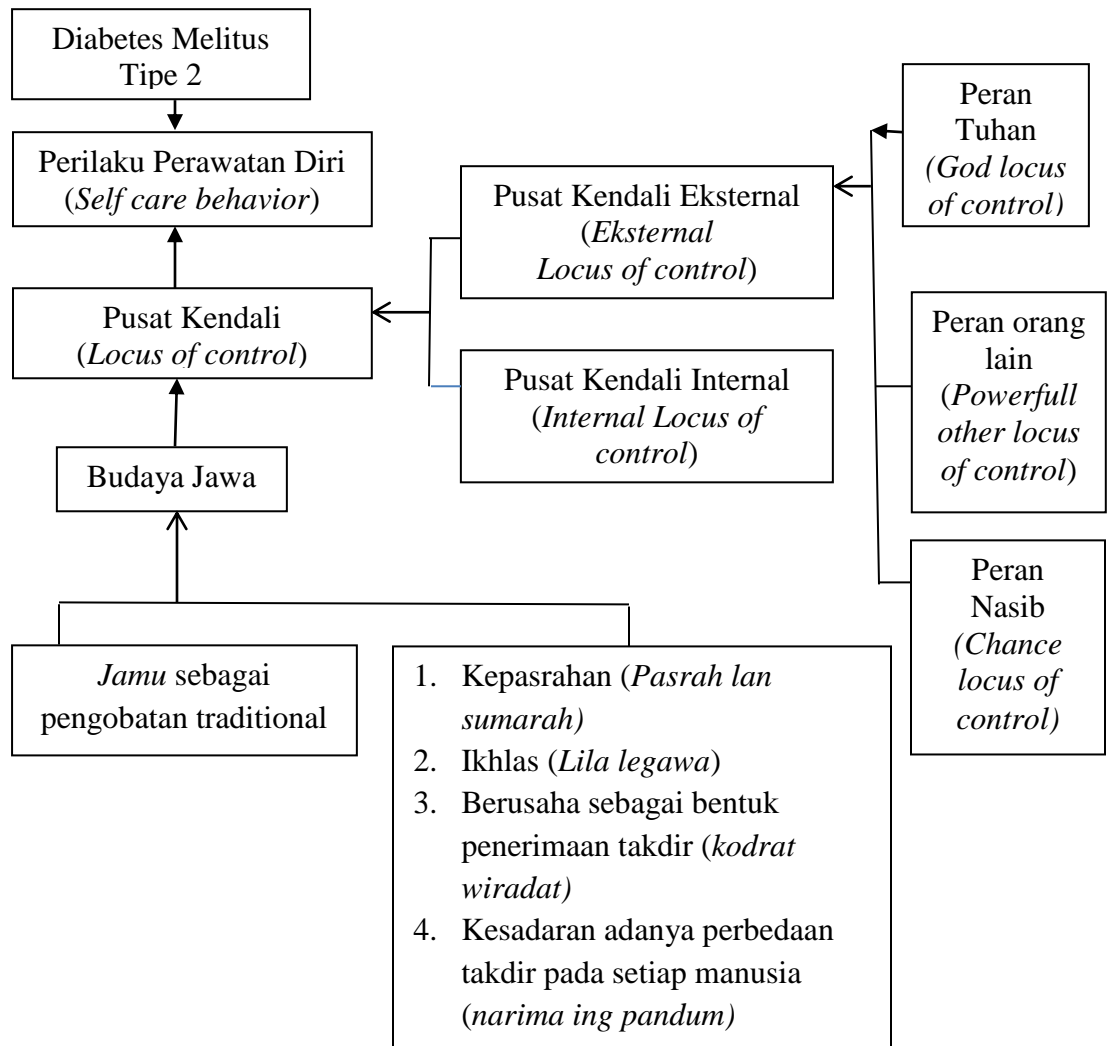 Diabetes Melitus
Tipe 2
Perilaku Perawatan Diri
(Self care behavior)
Pusat Kendali
(Locus of control)
Budaya Jawa
Jamu sebagai
pengobatan traditional
Pusat Kendali Eksternal
(Eksternal
Locus of control)
Pusat Kendali Internal
(Internal Locus of
control)
Peran
Tuhan
(God locus
of control)
Peran orang
lain
(Powerfull
other locus
of control)
Peran
Nasib
(Chance
locus of
control)
1. Kepasrahan (Pasrah lan
sumarah)
2. Ikhlas (Lila legawa)
3. Berusaha sebagai bentuk
penerimaan takdir (kodrat
wiradat)
4. Kesadaran adanya perbedaan
takdir pada setiap manusia
(narima ing pandum)